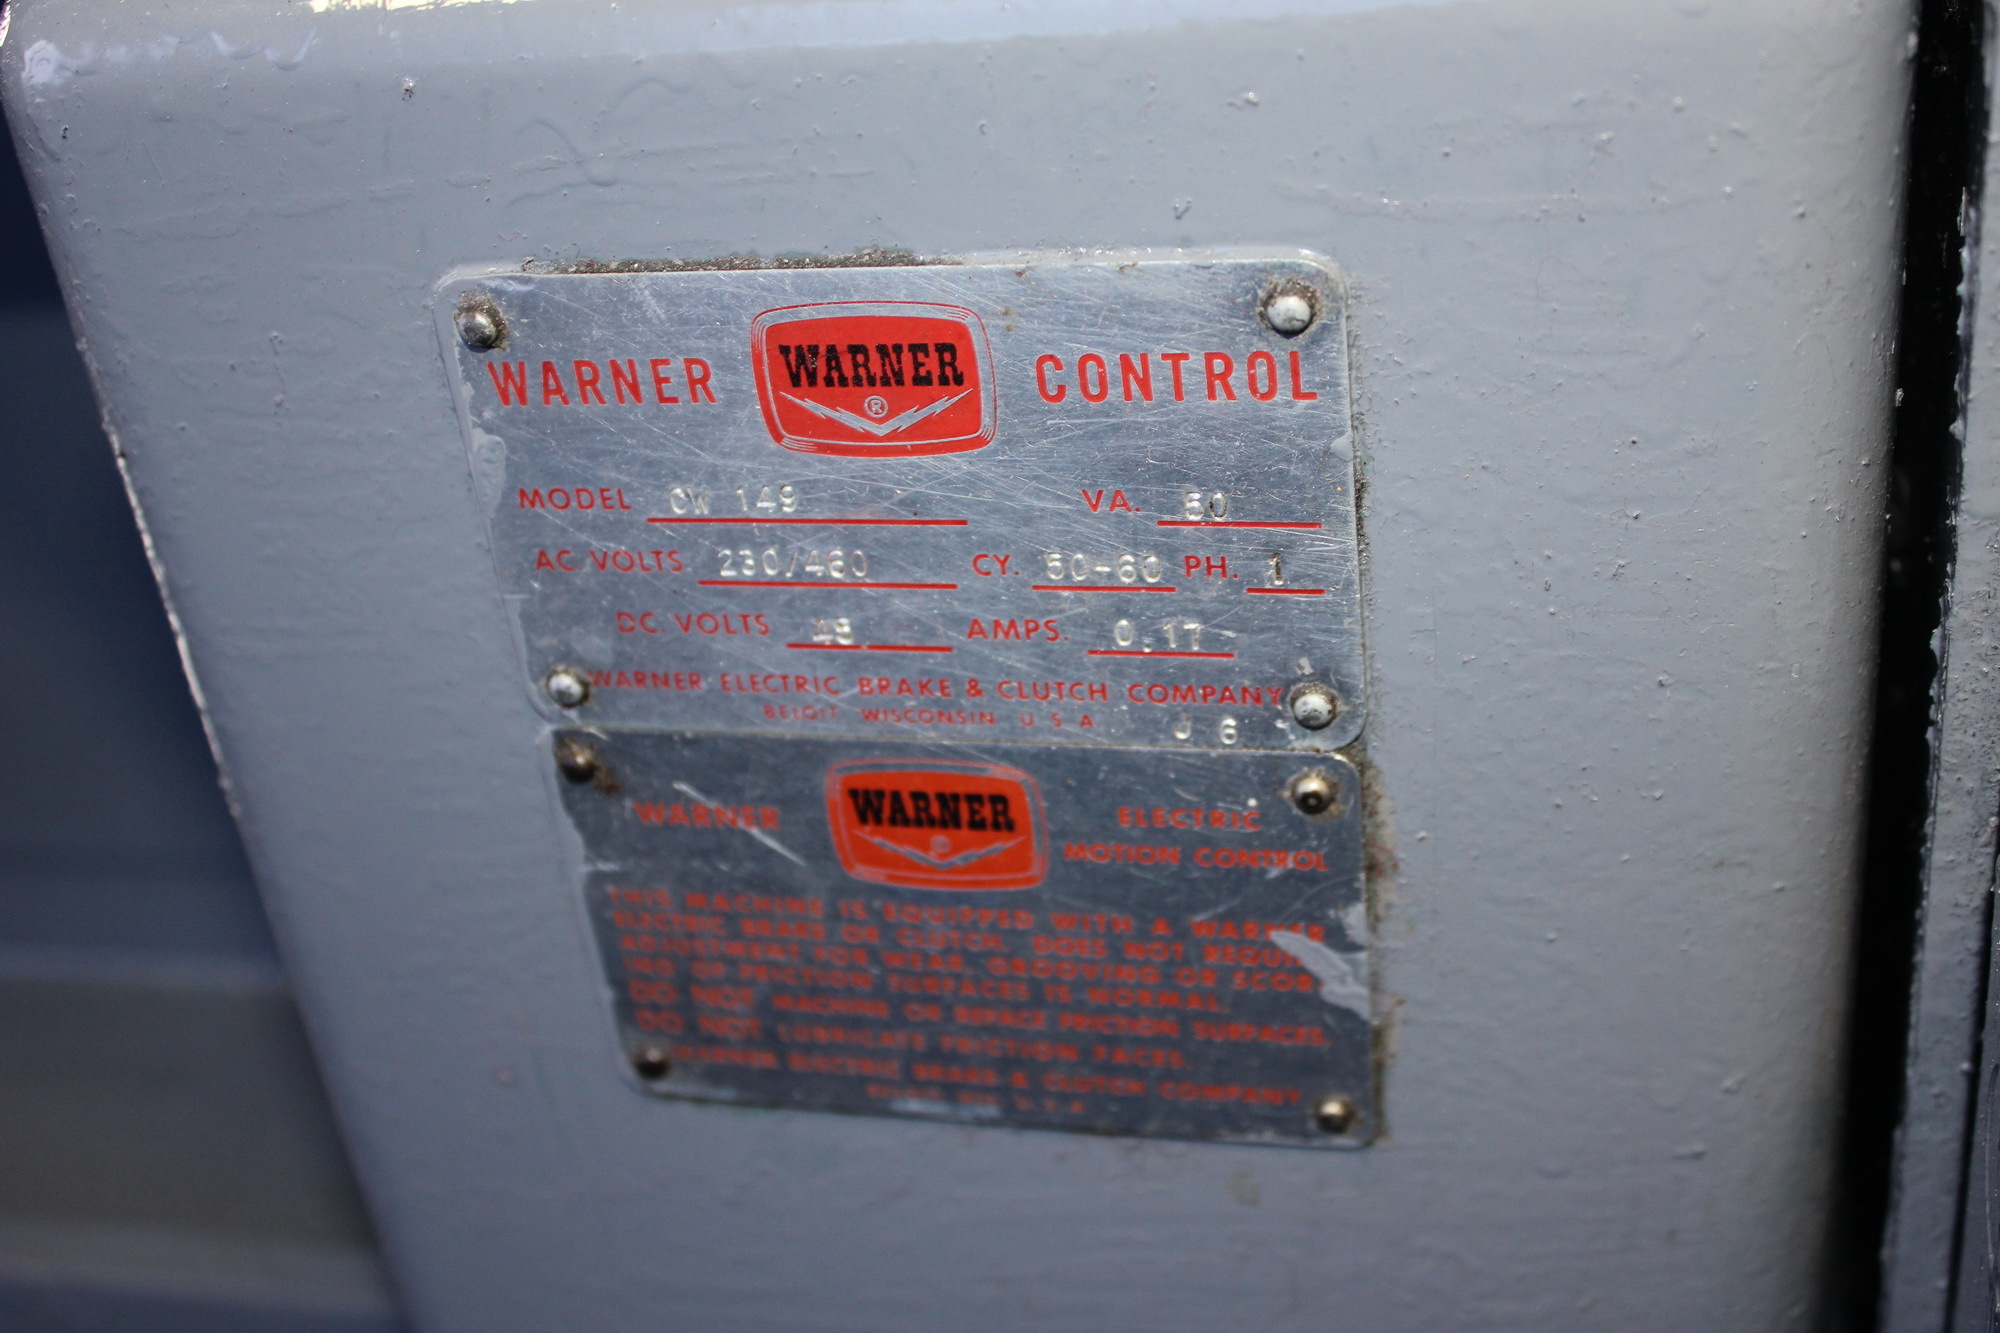 WARNER WARNER ® CONTROL
MODEL CW 149 VA. 50
AC. VOLTS 230/460 CY. 50-60 PH. 1
DC. VOLTS 48 AMPS. 0.17
WARNER ELECTRIC BRAKE & CLUTCH COMPANY
BELOIT WISCONSIN U S A J 6
WARNER WARNER ® ELECTRIC
MOTION CONTROL
THIS MACHINE IS EQUIPPED WITH A WARNER
ELECTRIC BRAKE OR CLUTCH. DOES NOT REQUIRE
ADJUSTMENT FOR WEAR. GROOVING OR SCOR-
ING OF FRICTION SURFACES IS NORMAL.
DO NOT MACHINE OR REFACE FRICTION SURFACES.
DO NOT LUBRICATE FRICTION FACES.
WARNER ELECTRIC BRAKE & CLUTCH COMPANY
BELOIT WIS. U.S.A